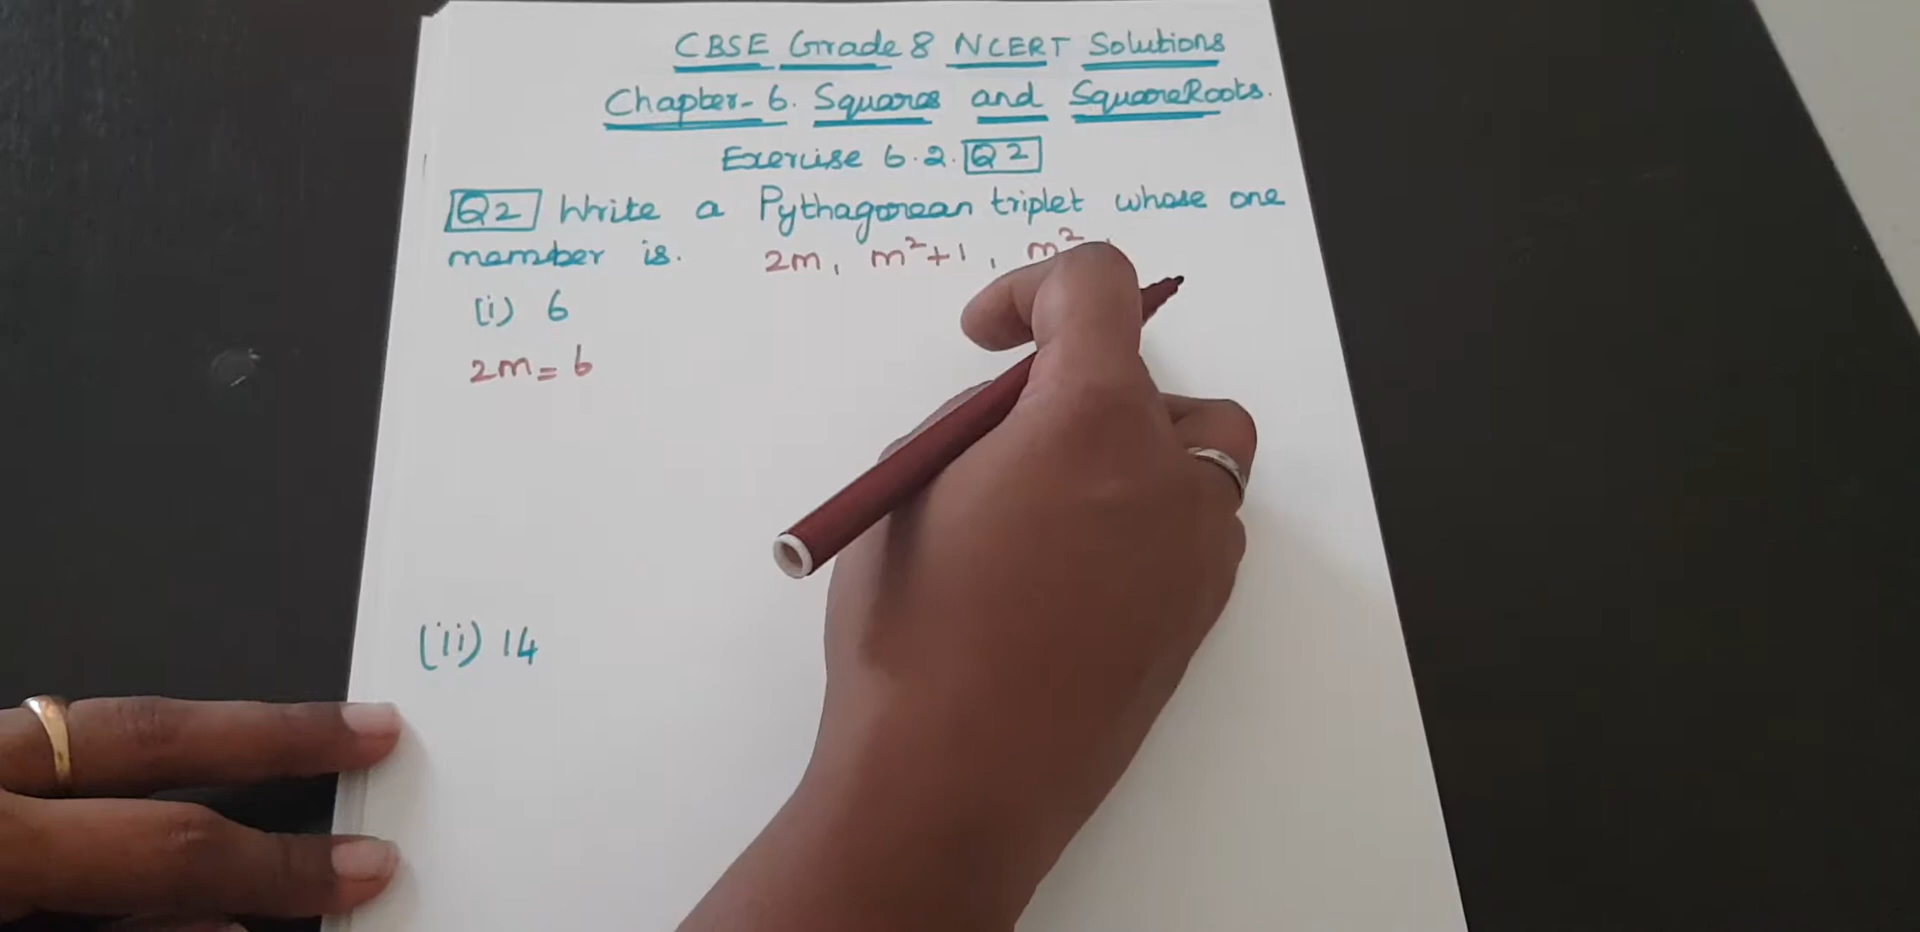 CBSE Grade 8 NCERT Solutions
Chapter- 6. Squares and SquareRoots.
Exercise 6.2. Q2
Q2 Write a Pythagorean triplet whose one
member is. 2m, m²+1, m²
(i) 6
2m = 6
(ii) 14